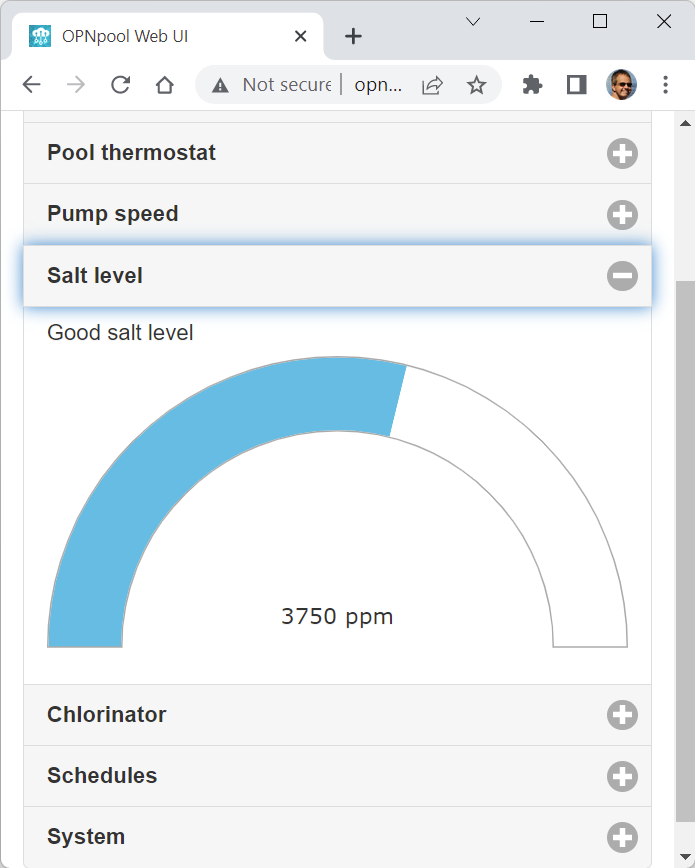 OPNpool Web UI
Not secure
opn...
Pool thermostat
Pump speed
Salt level
Good salt level
3750 ppm
Chlorinator
Schedules
System